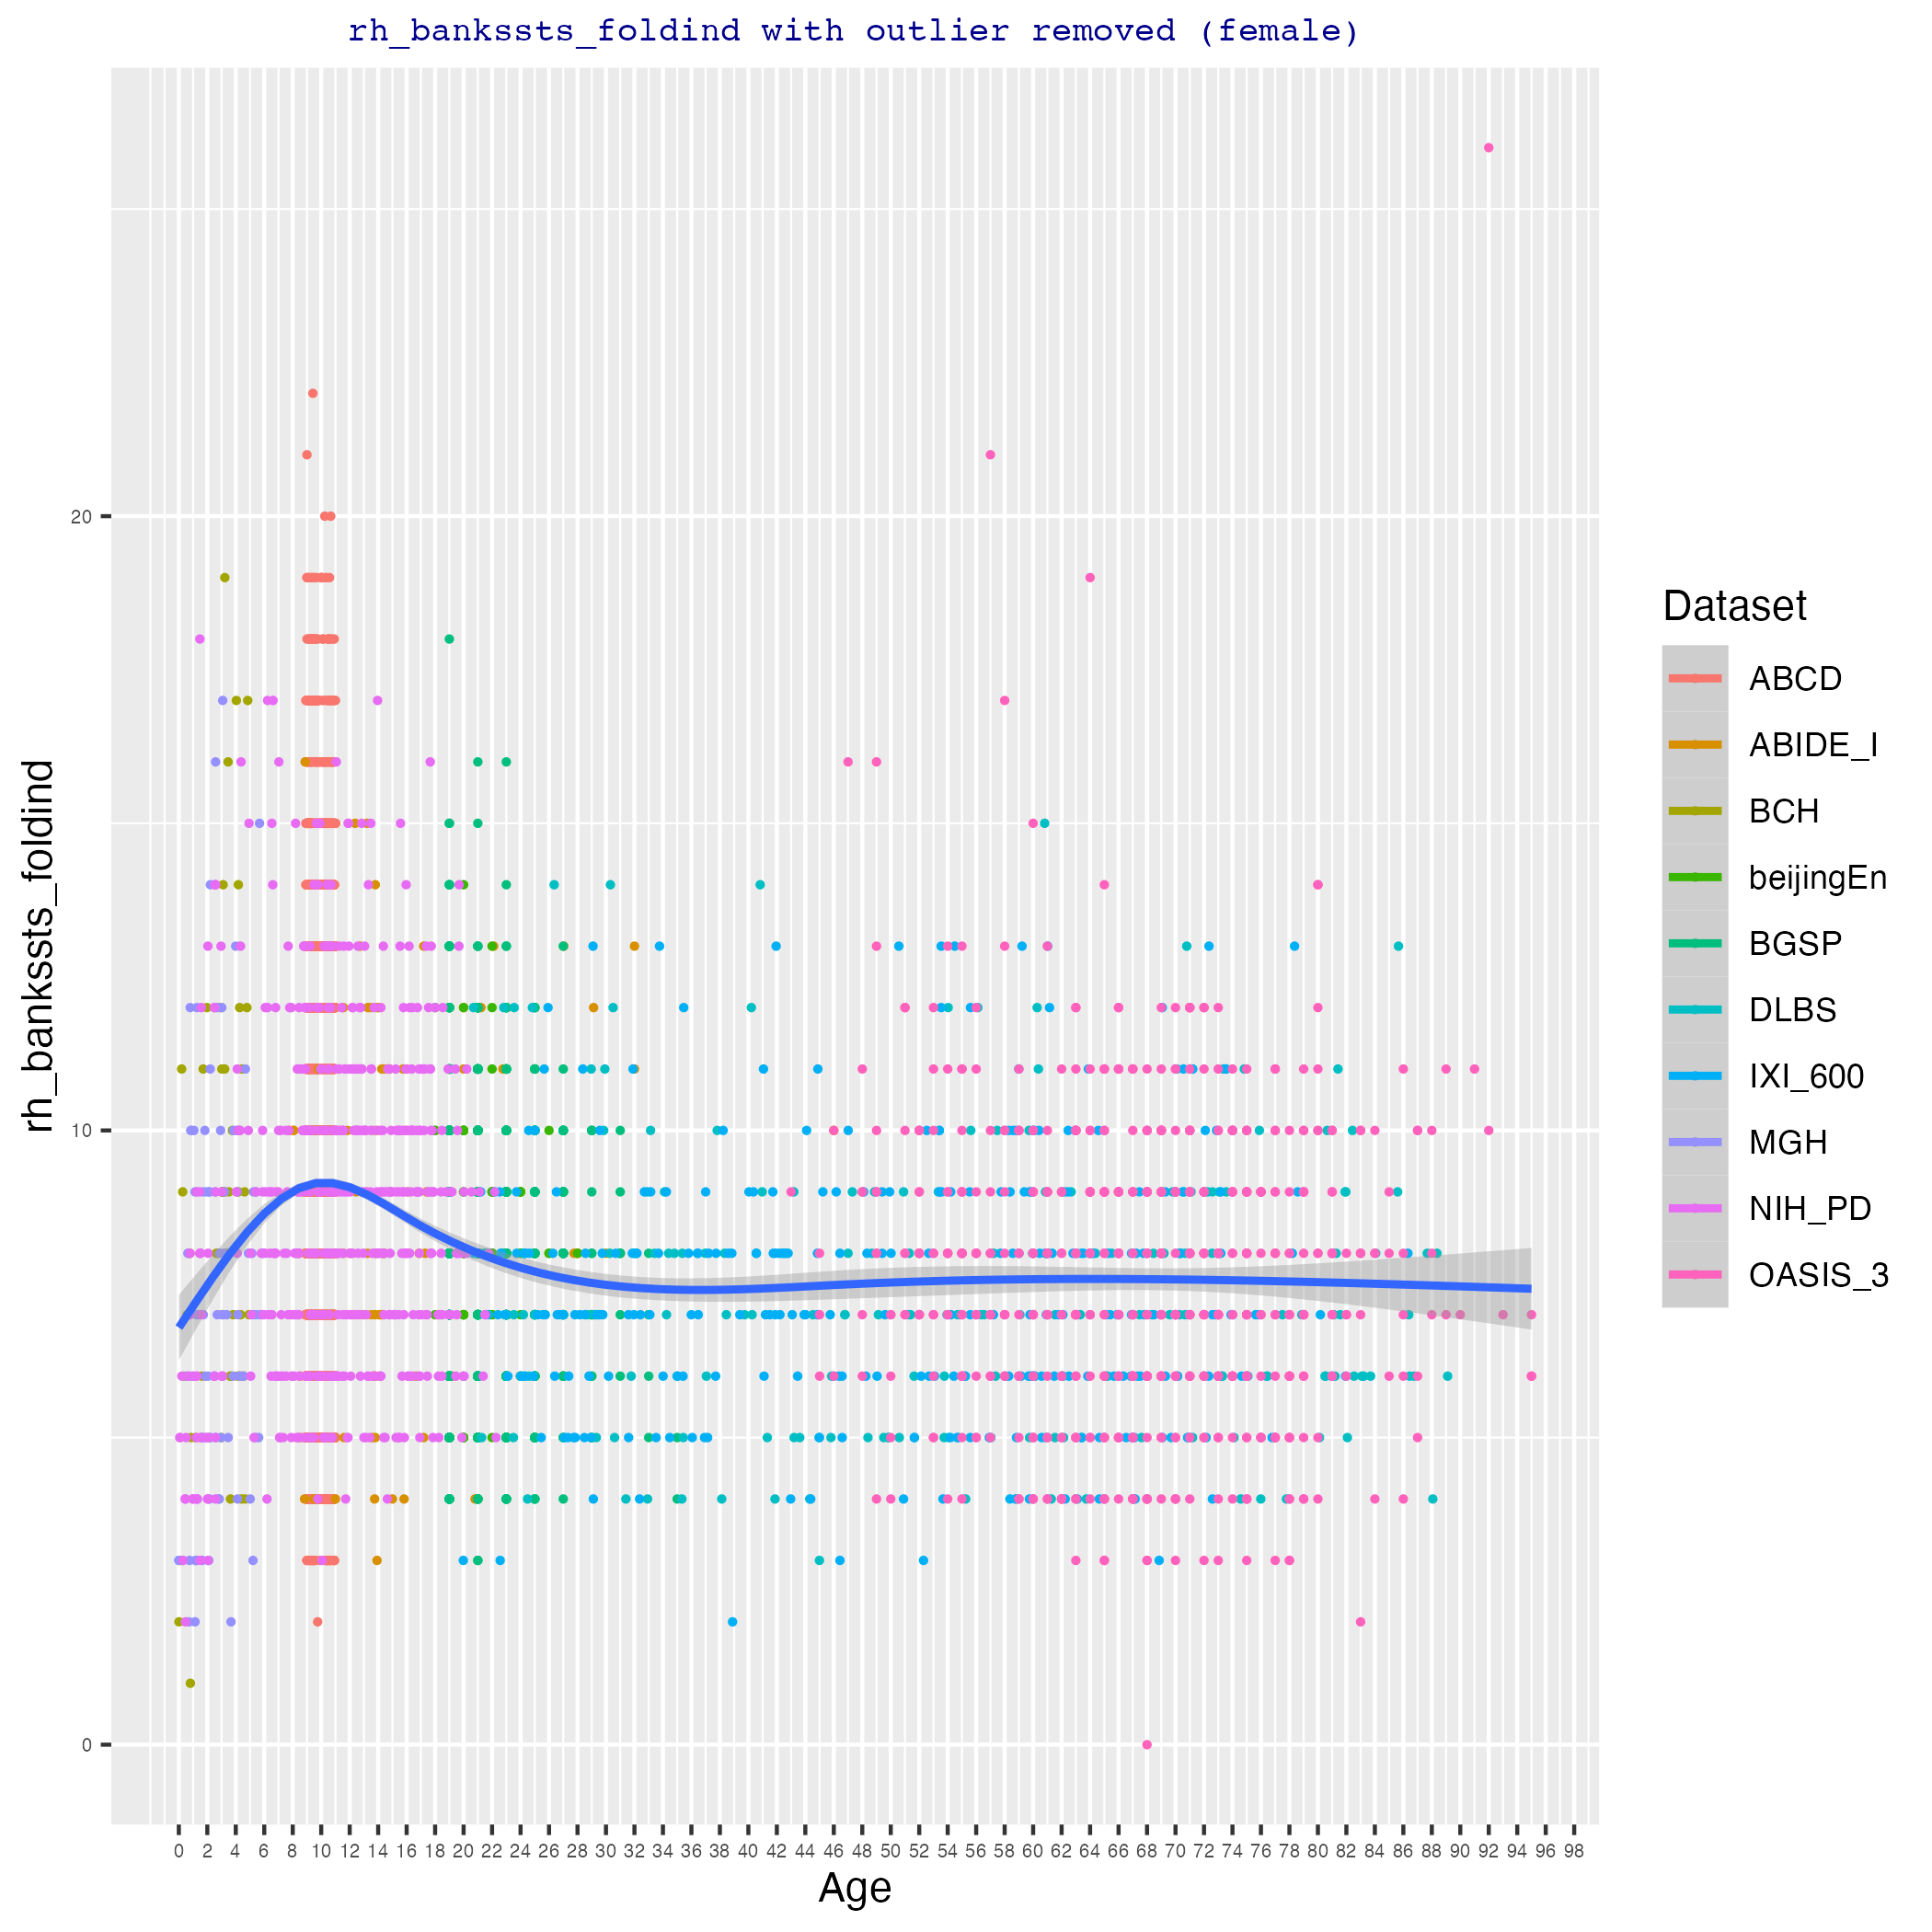 rh_bankssts_foldind with outlier removed (female)
rh_bankssts_foldind
20
10
0
0 2 4 6 8 10 12 14 16 18 20 22 24 26 28 30 32 34 36 38 40 42 44 46 48 50 52 54 56 58 60 62 64 66 68 70 72 74 76 78 80 82 84 86 88 90 92 94 96 98
Age
Dataset
ABCD
ABIDE_I
BCH
beijingEn
BGSP
DLBS
IXI_600
MGH
NIH_PD
OASIS_3